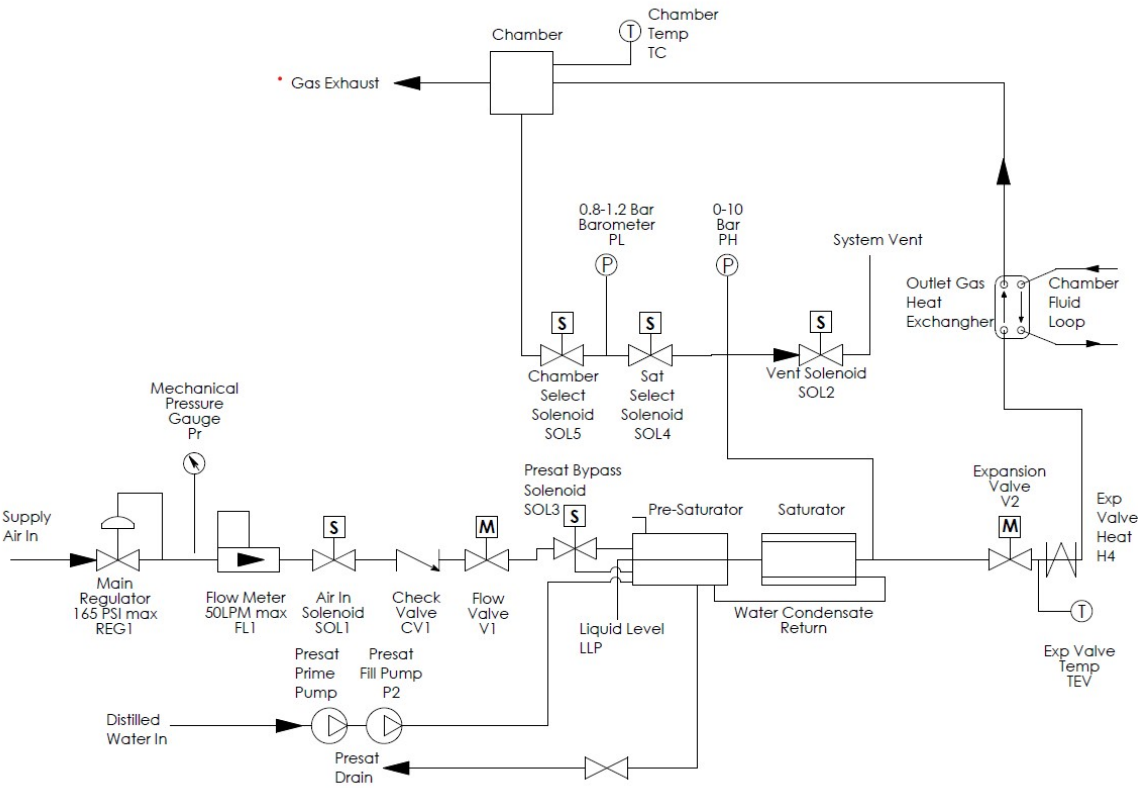 Chamber
Chamber
Temp
TC
T
* Gas Exhaust
0.8-1.2 Bar
Barometer
PL
P
0-10
Bar
PH
P
System Vent
Outlet Gas
Heat
Exchangher
Chamber
Fluid
Loop
S
Chamber
Select
Solenoid
SOL5
S
Sat
Select
Solenoid
SOL4
S
Vent Solenoid
SOL2
Mechanical
Pressure
Gauge
Pr
Supply
Air In
Main
Regulator
165 PSI max
REG1
Flow Meter
50LPM max
FL1
S
Air In
Solenoid
SOL1
Check
Valve
CV1
M
Flow
Valve
V1
Presat Bypass
Solenoid
SOL3
S
Pre-Saturator
Saturator
Expansion
Valve
V2
M
Exp
Valve
Heat
H4
Liquid Level
LLP
Water Condensate
Return
T
Exp Valve
Temp
TEV
Presat
Prime
Pump
Presat
Fill Pump
P2
Distilled
Water In
Presat
Drain